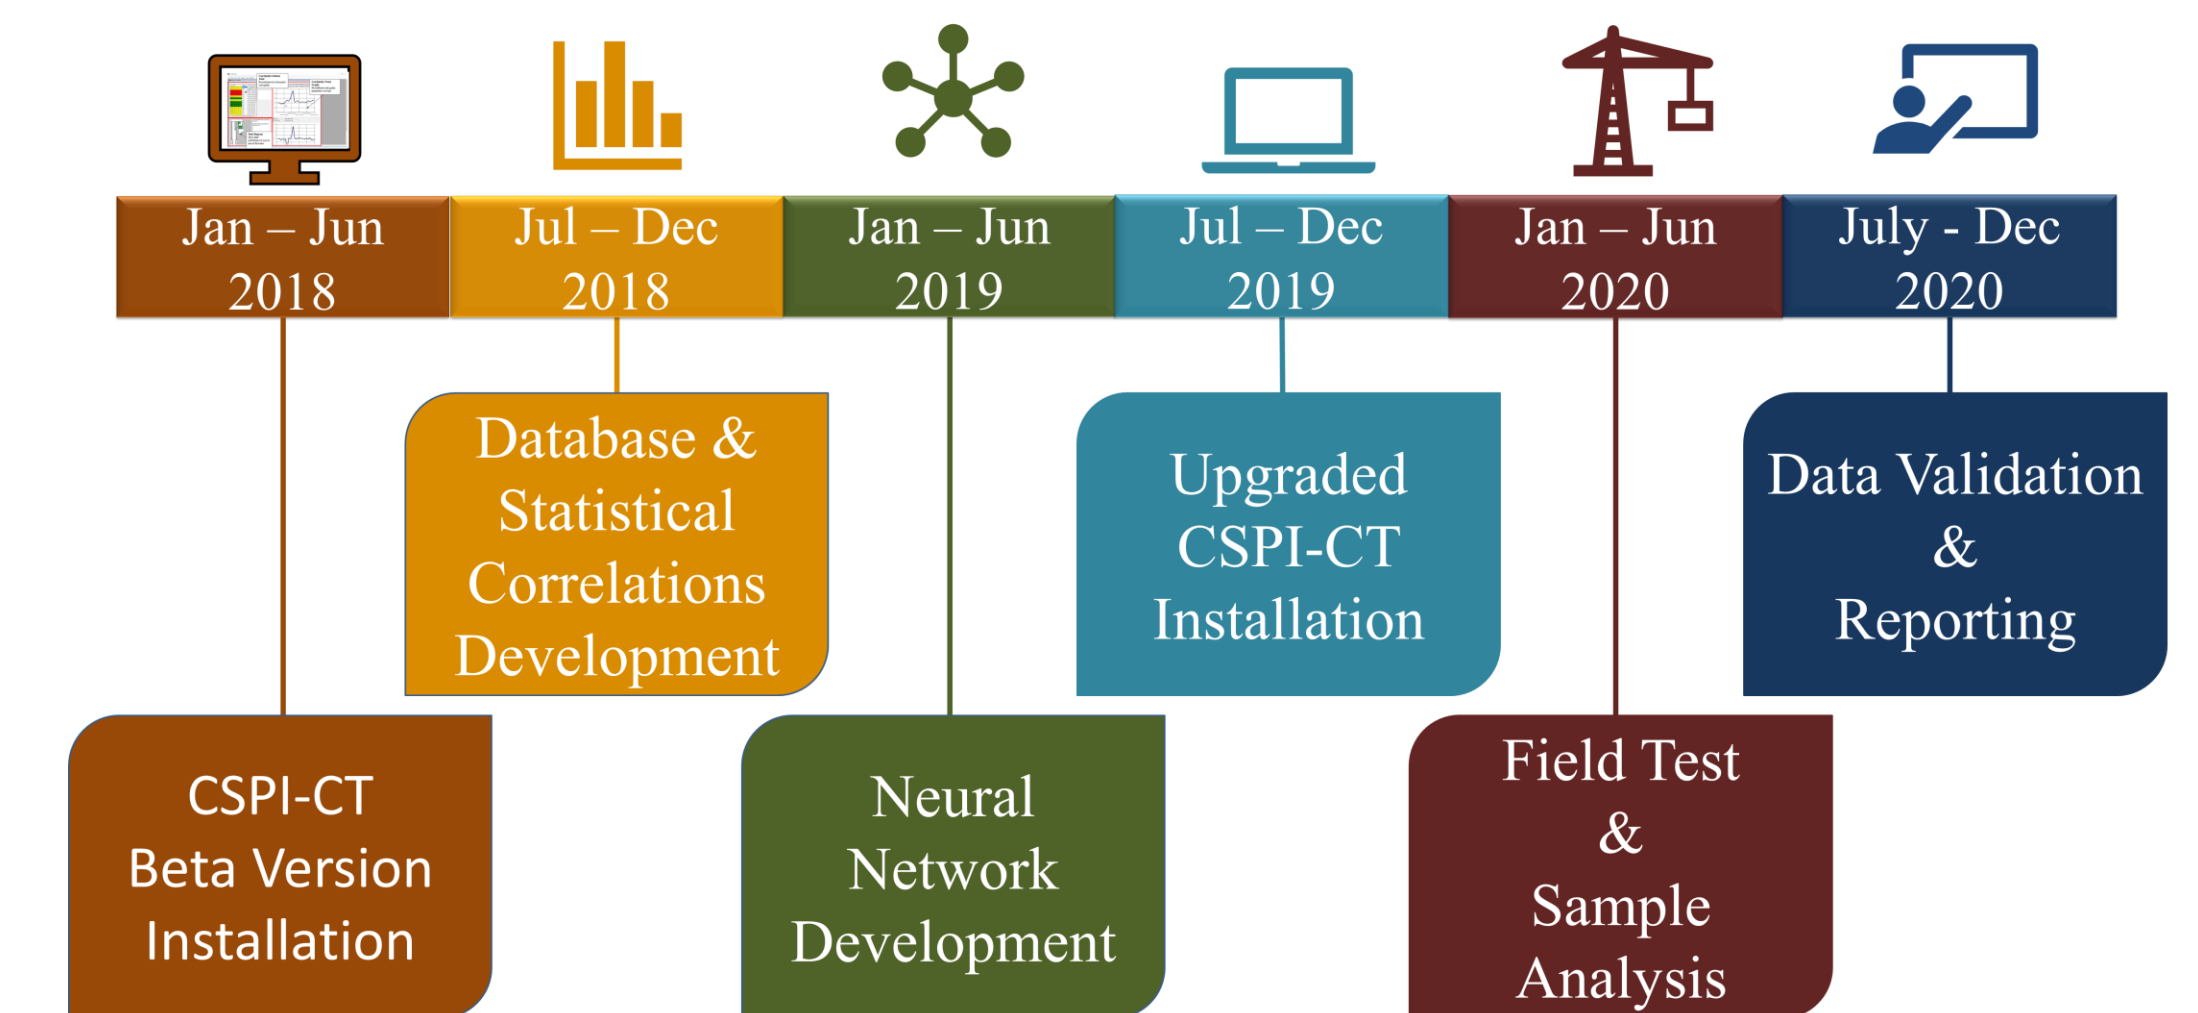 Jan – Jun
2018
Jul – Dec
2018
Jan – Jun
2019
Jul – Dec
2019
Jan – Jun
2020
July - Dec
2020
CSPI-CT
Beta Version
Installation
Database &
Statistical
Correlations
Development
Neural
Network
Development
Upgraded
CSPI-CT
Installation
Field Test
&
Sample
Analysis
Data Validation
&
Reporting